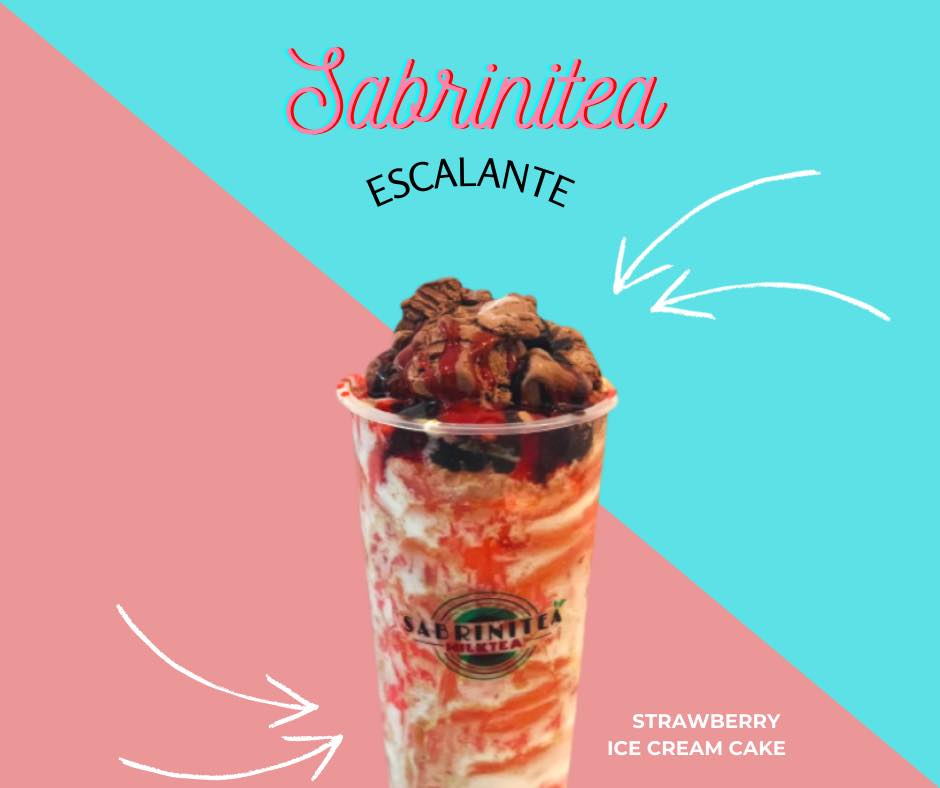 Sabrinitea
ESCALANTE
SABRINITEA
MILKTEA
STRAWBERRY
ICE CREAM CAKE